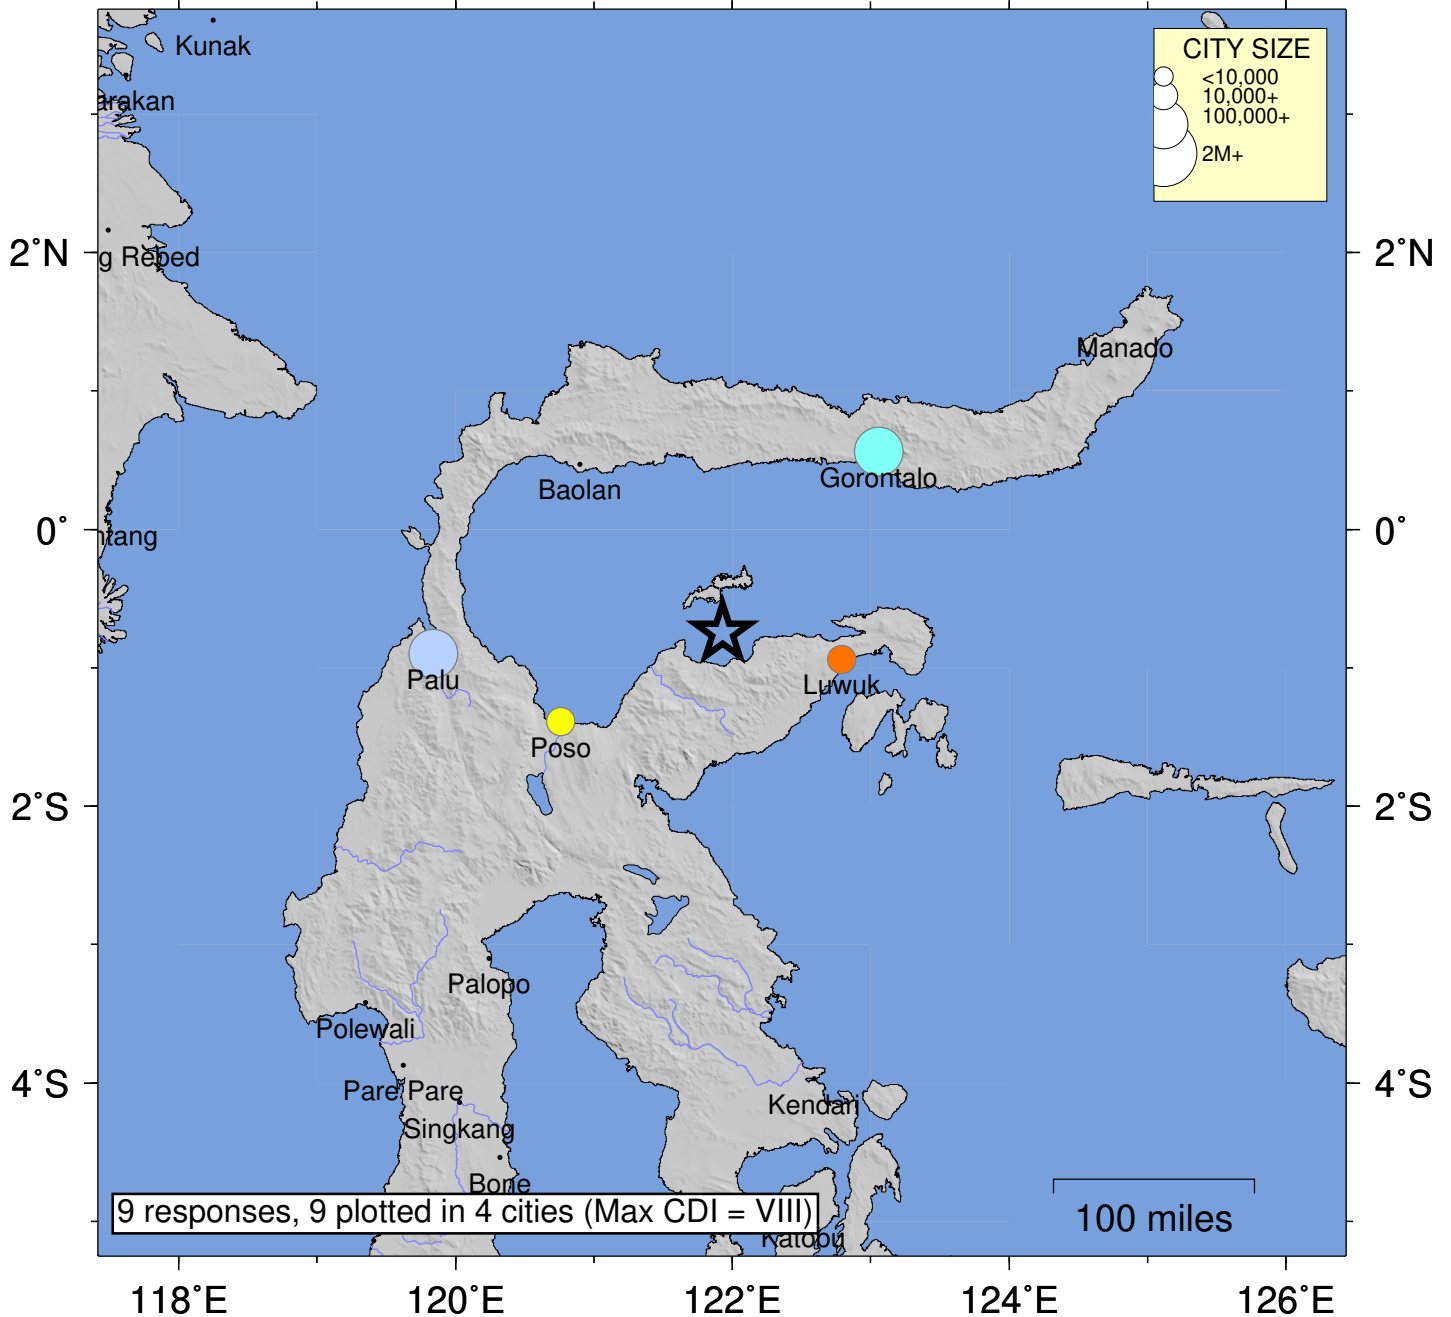 Kunak
CITY SIZE
<10,000
10,000+
100,000+
2M+
arakan
2°N
g Rebed
2°N
Manado
Gorontalo
Baolan
0°
ntang
0°
Palu
Luwuk
Poso
2°S
2°S
Palopo
Polewali
4°S
Pare Pare
4°S
Kendari
Singkang
Bone
9 responses, 9 plotted in 4 cities (Max CDI = VIII)
100 miles
Katobu
118°E
120°E
122°E
124°E
126°E